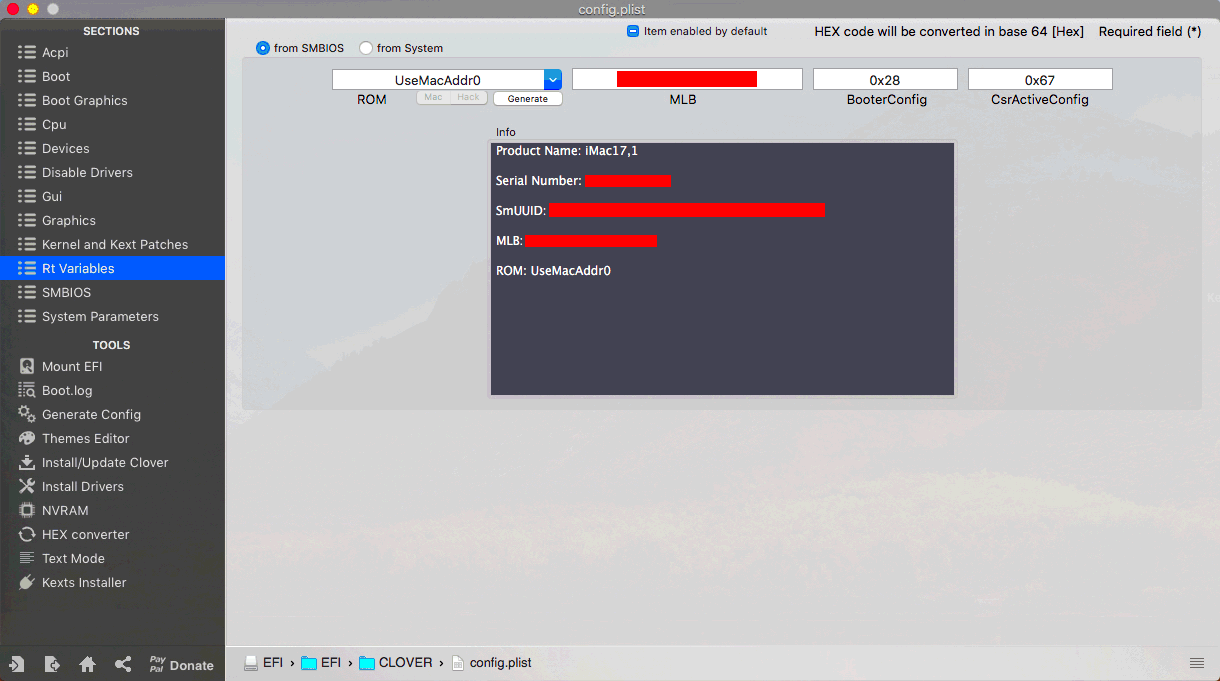 config.plist
SECTIONS
Acpi
Boot
Boot Graphics
Cpu
Devices
Disable Drivers
Gui
Graphics
Kernel and Kext Patches
Rt Variables
SMBIOS
System Parameters
TOOLS
Mount EFI
Boot.log
Generate Config
Themes Editor
Install/Update Clover
Install Drivers
NVRAM
HEX converter
Text Mode
Kexts Installer
Pay
Pal
Donate
Item enabled by default
HEX code will be converted in base 64 [Hex]
Required field (*)
from SMBIOS
from System
UseMacAddr0
0x28
0x67
ROM
Mac
Hack
Generate
MLB
BooterConfig
CsrActiveConfig
Info
Product Name: iMac17,1
Serial Number:
SmUUID:
MLB:
ROM: UseMacAddr0
EFI › EFI › CLOVER › config.plist